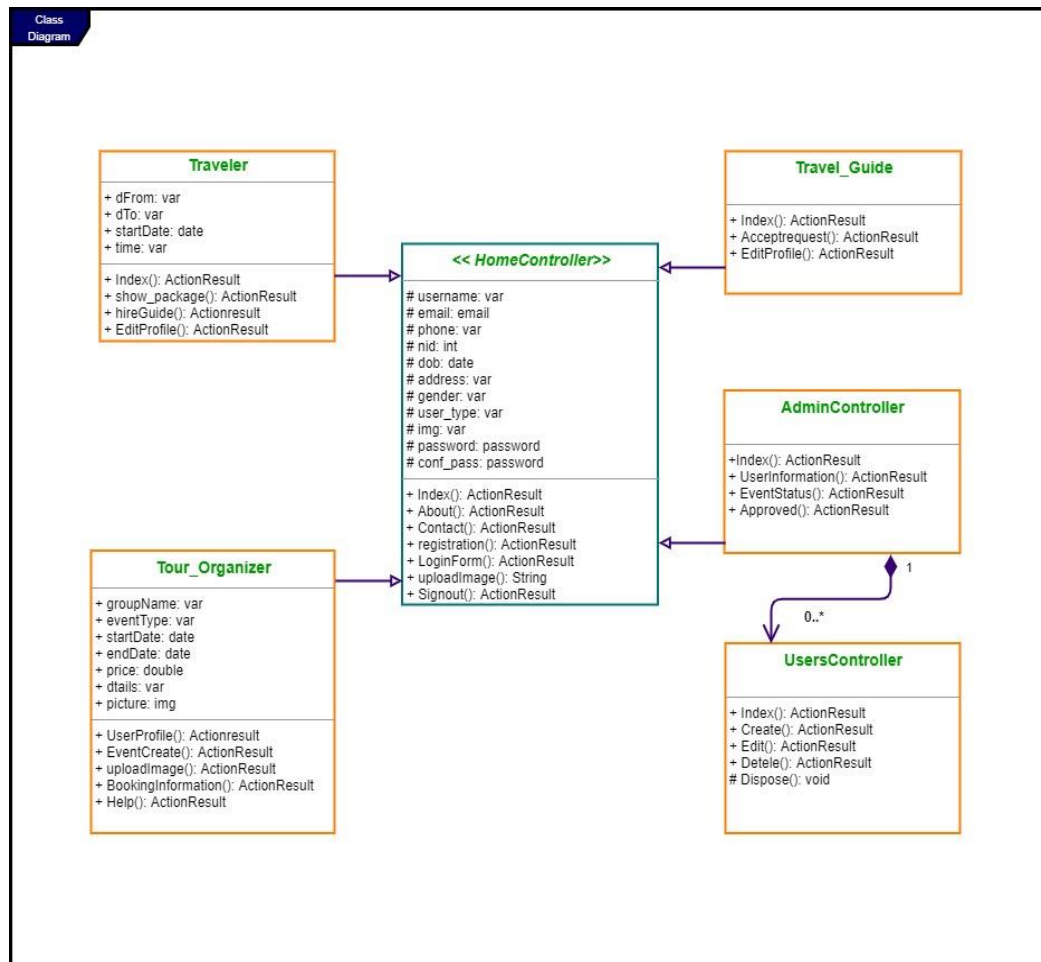 Class
Diagram
Traveler
+ dFrom: var
+ dTo: var
+ startDate: date
+ time: var
+ Index(): ActionResult
+ show_package(): ActionResult
+ hireGuide(): Actionresult
+ EditProfile(): ActionResult
<< HomeController>>
# username: var
# email: email
# phone: var
# nid: int
# dob: date
# address: var
# gender: var
# user_type: var
# img: var
# password: password
# conf_pass: password
+ Index(): ActionResult
+ About(): ActionResult
+ Contact(): ActionResult
+ registration(): ActionResult
+ LoginForm(): ActionResult
+ uploadImage(): String
+ Signout(): ActionResult
Travel_Guide
+ Index(): ActionResult
+ Acceptrequest(): ActionResult
+ EditProfile(): ActionResult
AdminController
+Index(): ActionResult
+ UserInformation(): ActionResult
+ EventStatus(): ActionResult
+ Approved(): ActionResult
1
0..*
Tour_Organizer
+ groupName: var
+ eventType: var
+ startDate: date
+ endDate: date
+ price: double
+ dtails: var
+ picture: img
+ UserProfile(): Actionresult
+ EventCreate(): ActionResult
+ uploadImage(): ActionResult
+ BookingInformation(): ActionResult
+ Help(): ActionResult
UsersController
+ Index(): ActionResult
+ Create(): ActionResult
+ Edit(): ActionResult
+ Detele(): ActionResult
# Dispose(): void